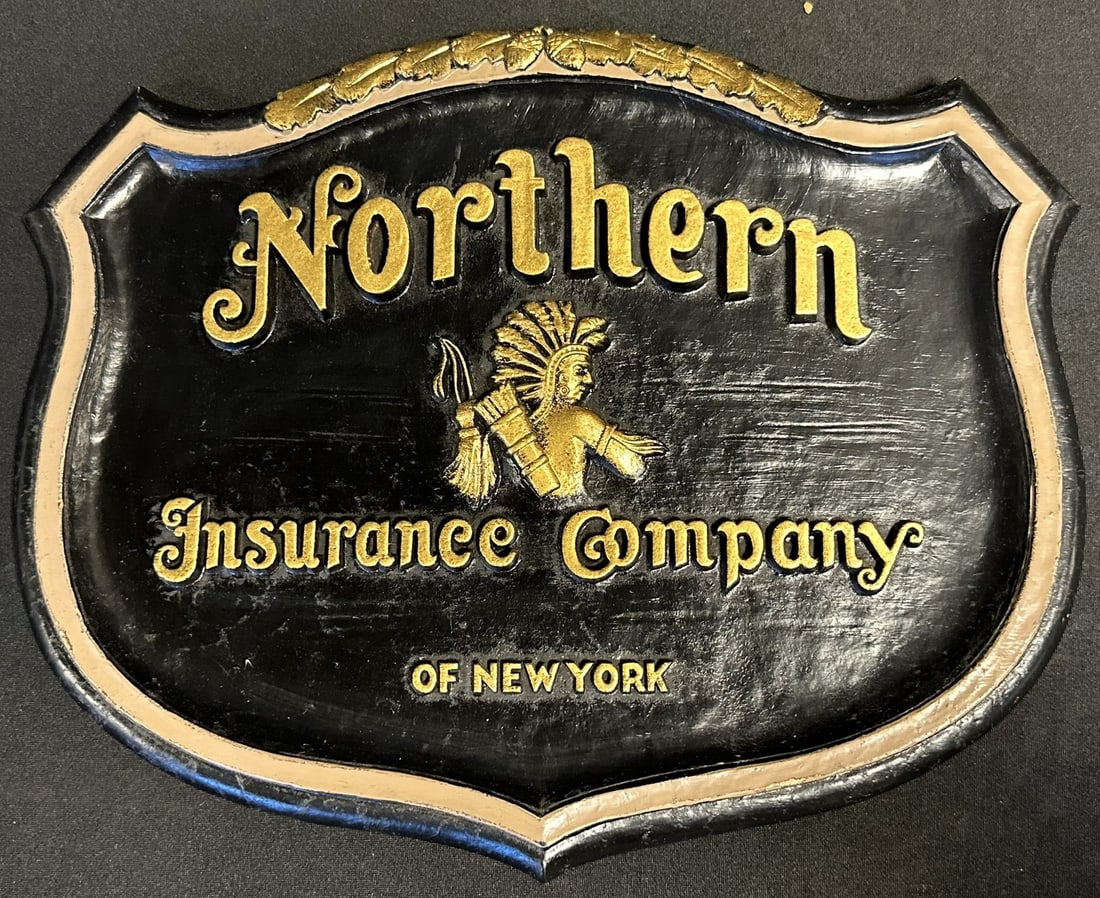 Northern
Insurance Company
OF NEW YORK